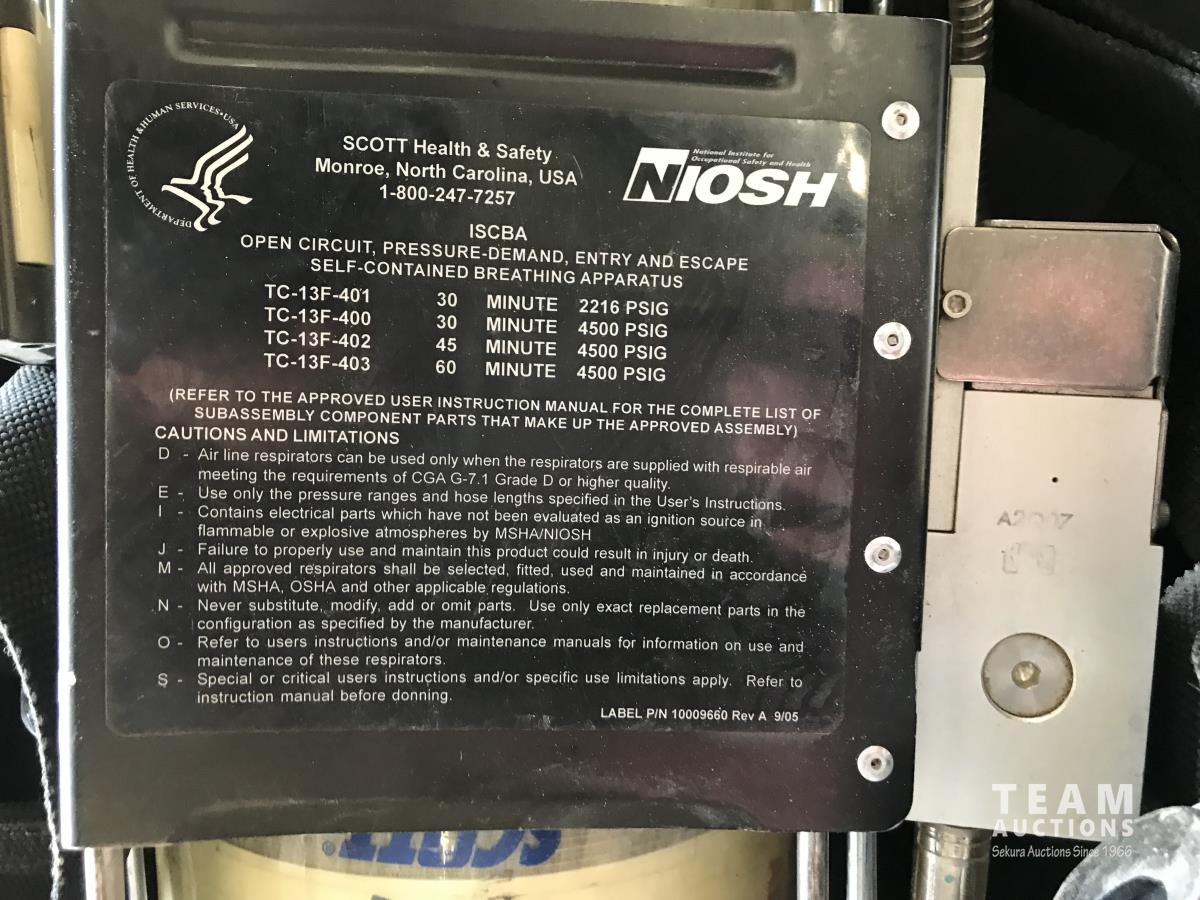 DEPARTMENT OF HEALTH & HUMAN SERVICES • USA
SCOTT Health & Safety
Monroe, North Carolina, USA
1-800-247-7257
National Institute for
Occupational Safety and Health
NIOSH
ISCBA
OPEN CIRCUIT, PRESSURE-DEMAND, ENTRY AND ESCAPE
SELF-CONTAINED BREATHING APPARATUS
TC-13F-401 30 MINUTE 2216 PSIG
TC-13F-400 30 MINUTE 4500 PSIG
TC-13F-402 45 MINUTE 4500 PSIG
TC-13F-403 60 MINUTE 4500 PSIG
(REFER TO THE APPROVED USER INSTRUCTION MANUAL FOR THE COMPLETE LIST OF
SUBASSEMBLY COMPONENT PARTS THAT MAKE UP THE APPROVED ASSEMBLY)
CAUTIONS AND LIMITATIONS
D - Air line respirators can be used only when the respirators are supplied with respirable air
meeting the requirements of CGA G-7.1 Grade D or higher quality.
E - Use only the pressure ranges and hose lengths specified in the User's Instructions.
I - Contains electrical parts which have not been evaluated as an ignition source in
flammable or explosive atmospheres by MSHA/NIOSH
J - Failure to properly use and maintain this product could result in injury or death.
M - All approved respirators shall be selected, fitted, used and maintained in accordance
with MSHA, OSHA and other applicable regulations.
N - Never substitute, modify, add or omit parts. Use only exact replacement parts in the
configuration as specified by the manufacturer.
O - Refer to users instructions and/or maintenance manuals for information on use and
maintenance of these respirators.
S - Special or critical users instructions and/or specific use limitations apply. Refer to
instruction manual before donning.
LABEL P/N 10009660 Rev A 9/05
A2007
SCOTT
TEAM
AUCTIONS
Sekura Auctions Since 1966